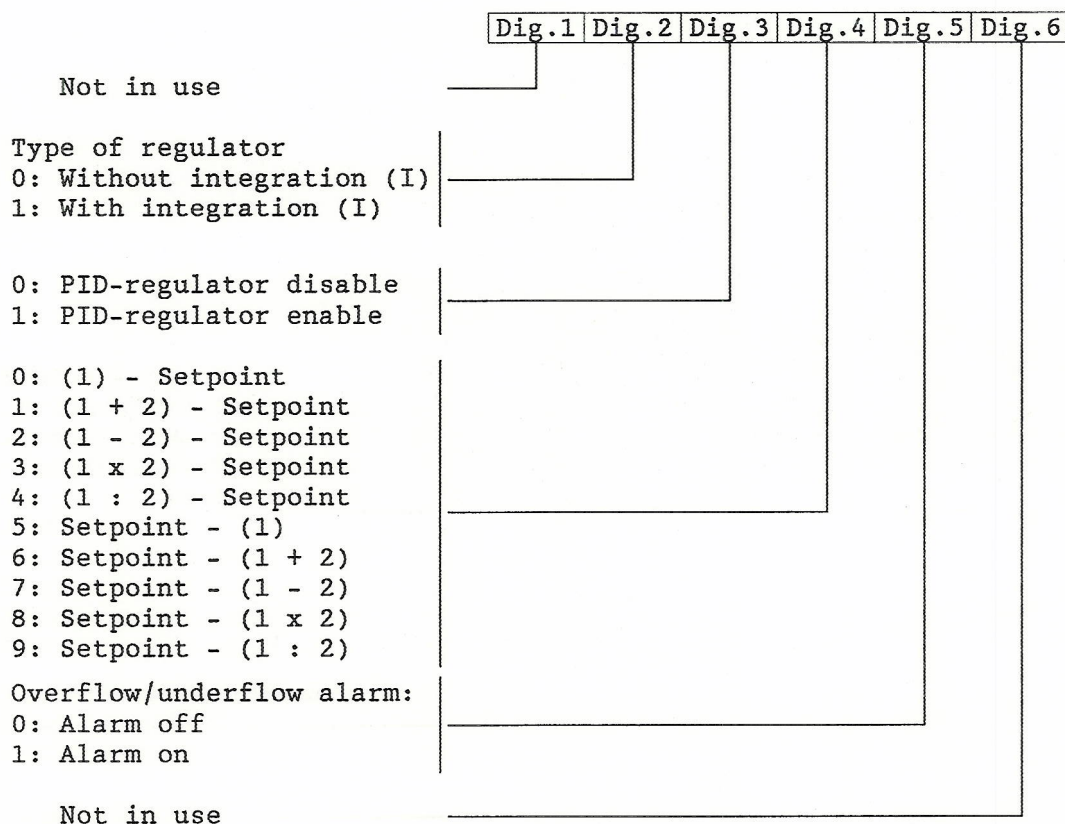 Dig.1 Dig.2 Dig.3 Dig.4 Dig.5 Dig.6
Not in use
Type of regulator
0: Without integration (I)
1: With integration (I)
0: PID-regulator disable
1: PID-regulator enable
0: (1) - Setpoint
1: (1 + 2) - Setpoint
2: (1 - 2) - Setpoint
3: (1 x 2) - Setpoint
4: (1 : 2) - Setpoint
5: Setpoint - (1)
6: Setpoint - (1 + 2)
7: Setpoint - (1 - 2)
8: Setpoint - (1 x 2)
9: Setpoint - (1 : 2)
Overflow/underflow alarm:
0: Alarm off
1: Alarm on
Not in use